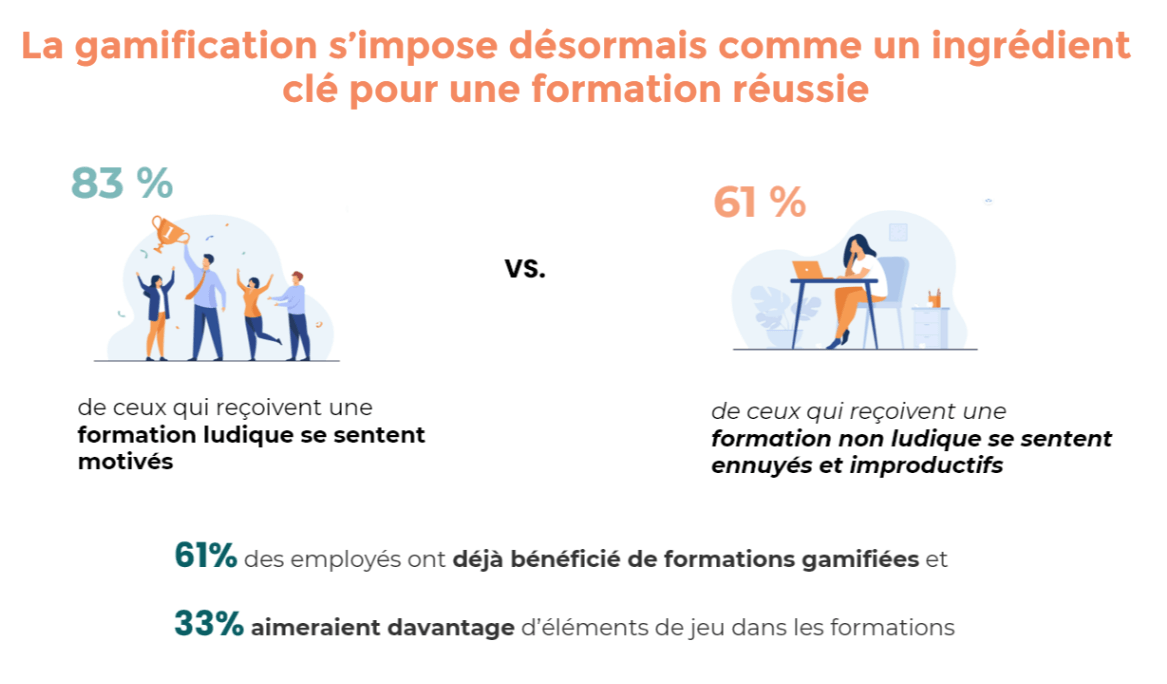 La gamification s’impose désormais comme un ingrédient
clé pour une formation réussie
83 %
61 %
1
vs.
de ceux qui reçoivent une
formation ludique se sentent
motivés
de ceux qui reçoivent une
formation non ludique se sentent
ennuyés et improductifs
61% des employés ont déjà bénéficié de formations gamifiées et
33% aimeraient davantage d’éléments de jeu dans les formations